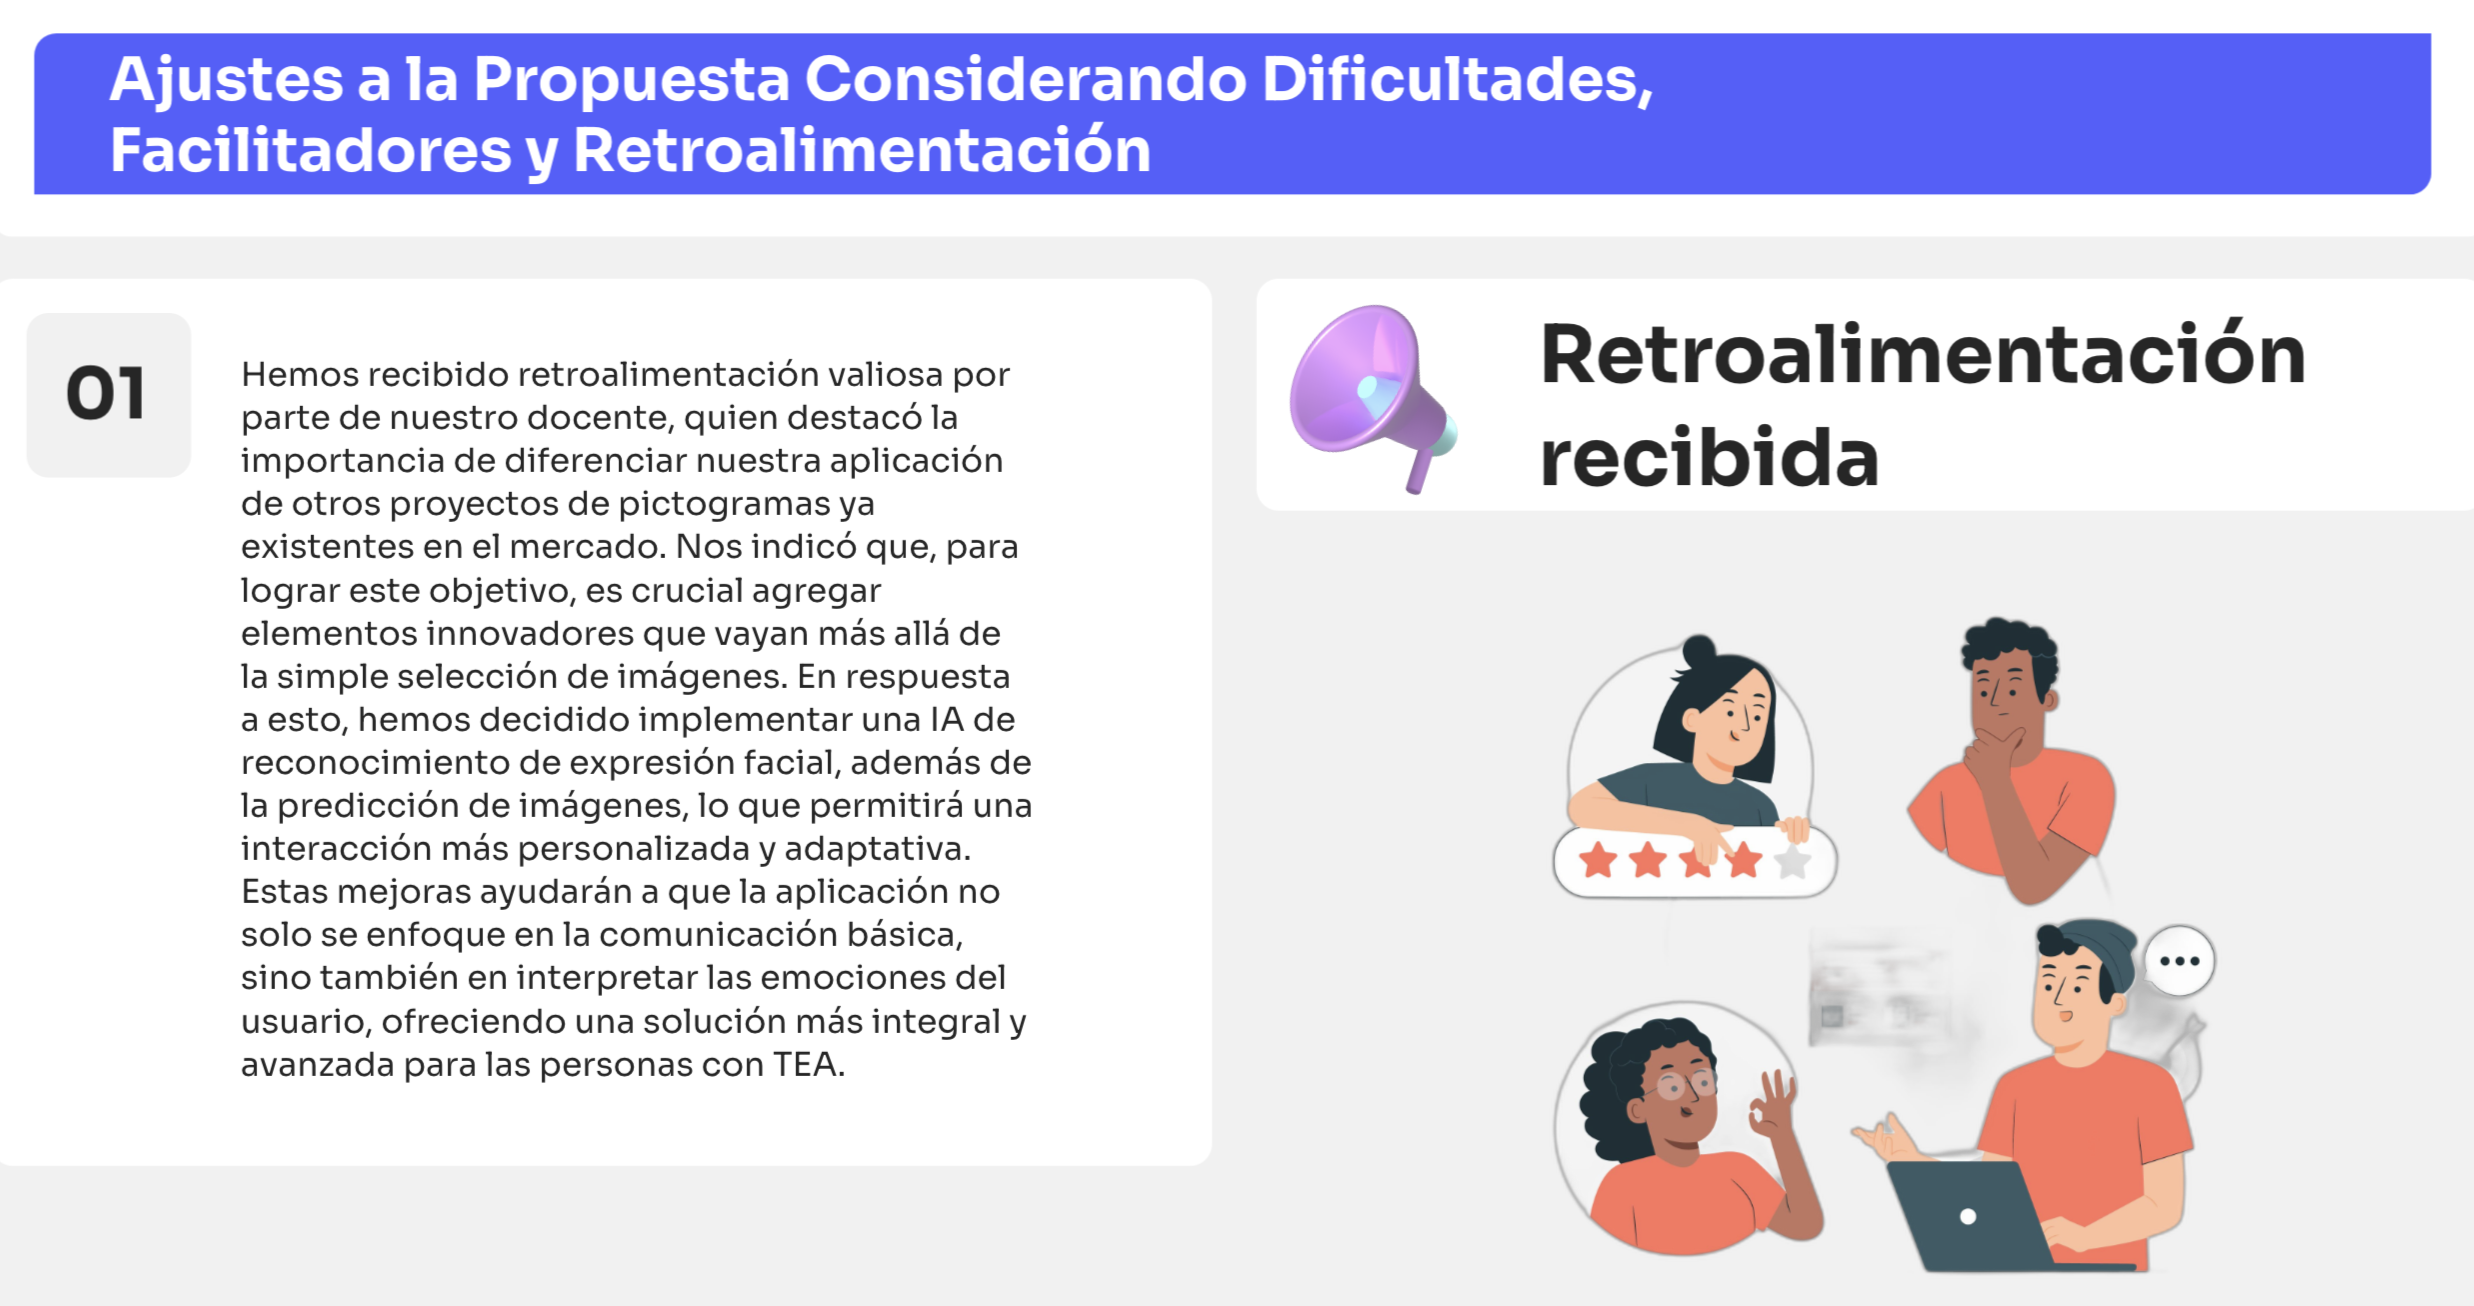 Ajustes a la Propuesta Considerando Dificultades,
Facilitadores y Retroalimentación
01
Hemos recibido retroalimentación valiosa por
parte de nuestro docente, quien destacó la
importancia de diferenciar nuestra aplicación
de otros proyectos de pictogramas ya
existentes en el mercado. Nos indicó que, para
lograr este objetivo, es crucial agregar
elementos innovadores que vayan más allá de
la simple selección de imágenes. En respuesta
a esto, hemos decidido implementar una IA de
reconocimiento de expresión facial, además de
la predicción de imágenes, lo que permitirá una
interacción más personalizada y adaptativa.
Estas mejoras ayudarán a que la aplicación no
solo se enfoque en la comunicación básica,
sino también en interpretar las emociones del
usuario, ofreciendo una solución más integral y
avanzada para las personas con TEA.
Retroalimentación
recibida